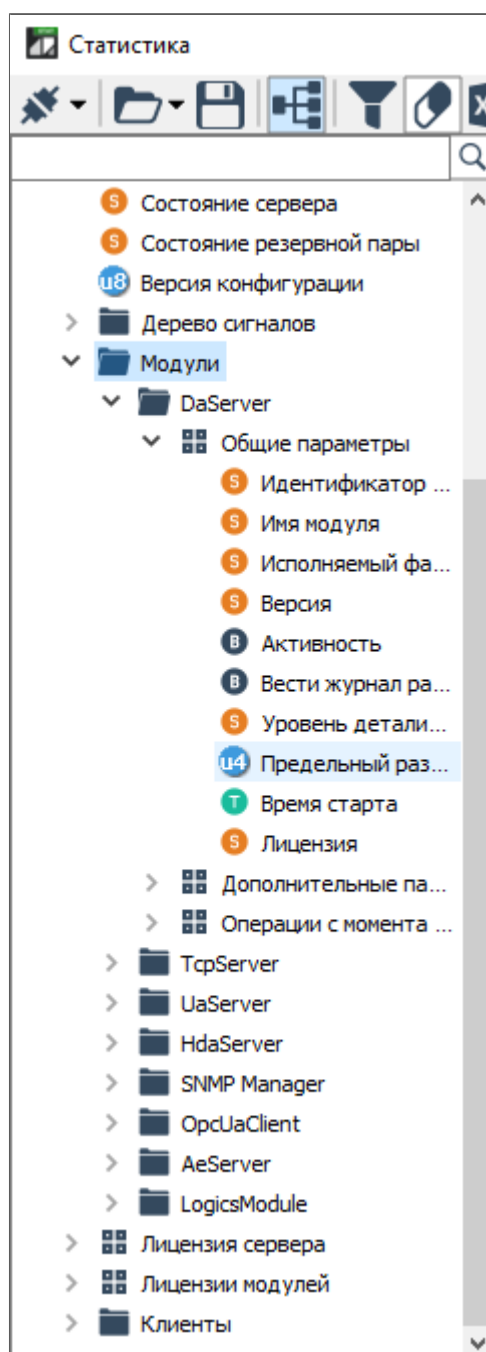 Статистика
S Состояние сервера
S Состояние резервной пары
u8 Версия конфигурации
Дерево сигналов
Модули
DaServer
Общие параметры
S Идентификатор ...
S Имя модуля
S Исполняемый фа...
S Версия
B Активность
B Вести журнал ра...
S Уровень детали...
u4 Предельный раз...
T Время старта
S Лицензия
Дополнительные па...
Операции с момента ...
TcpServer
UaServer
HdaServer
SNMP Manager
OpcUaClient
AeServer
LogicsModule
Лицензия сервера
Лицензии модулей
Клиенты